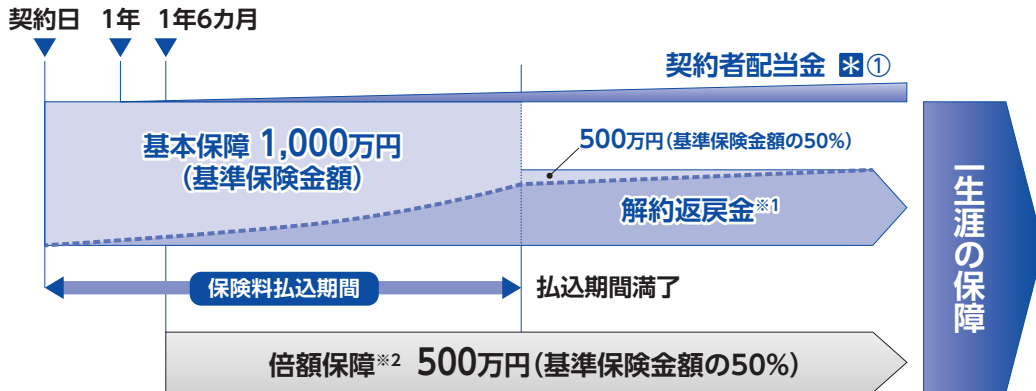 契約日 1年 1年6カ月
契約者配当金 *①
基本保障 1,000万円
(基準保険金額)
500万円(基準保険金額の50%)
解約返戻金※1
保険料払込期間
払込期間満了
倍額保障※2 500万円(基準保険金額の50%)
一生涯の保障